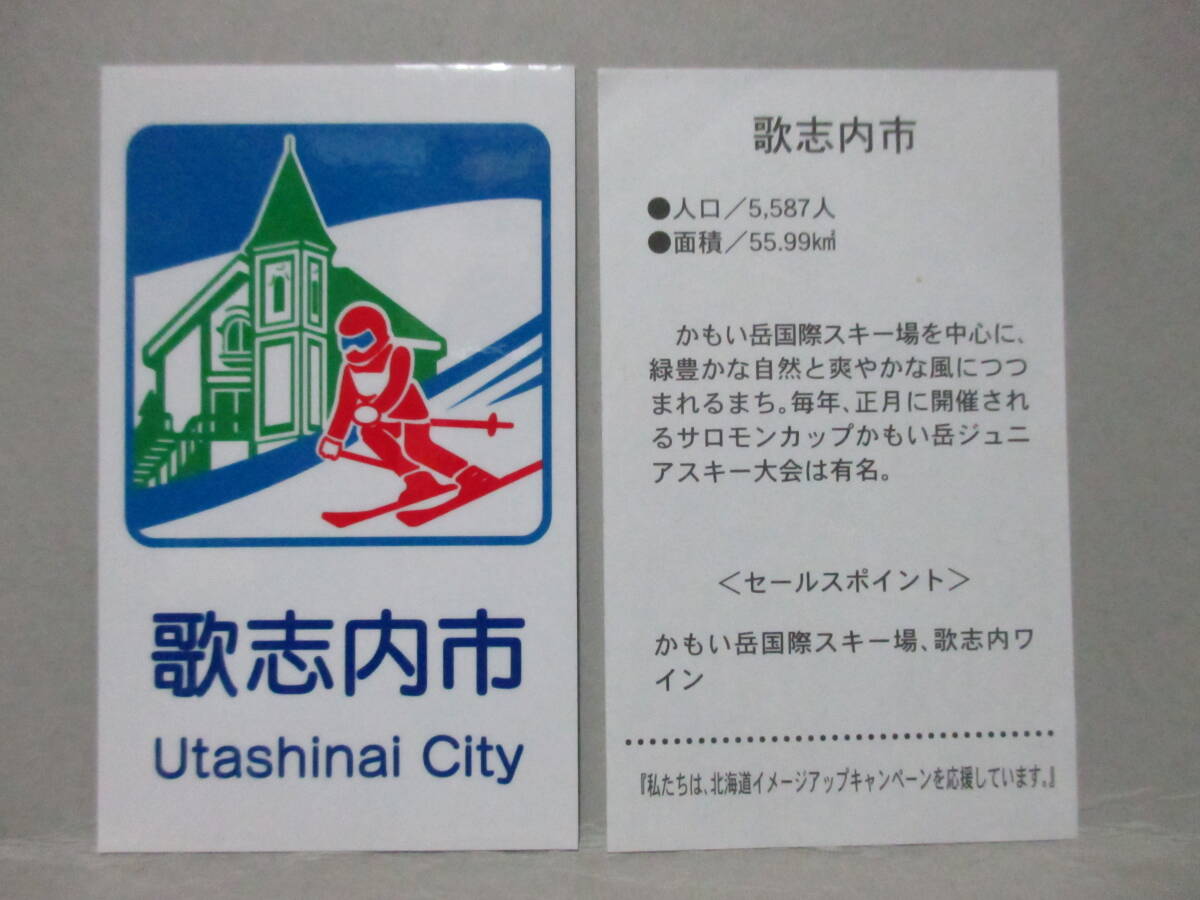 歌志内市
Utashinai City
歌志内市
●人口／5,587人
●面積／55.99k㎡
かもい岳国際スキー場を中心に、
緑豊かな自然と爽やかな風につつ
まれるまち。毎年、正月に開催され
るサロモンカップかもい岳ジュニ
アスキー大会は有名。
＜セールスポイント＞
かもい岳国際スキー場、歌志内ワ
イン
『私たちは、北海道イメージアップキャンペーンを応援しています。』